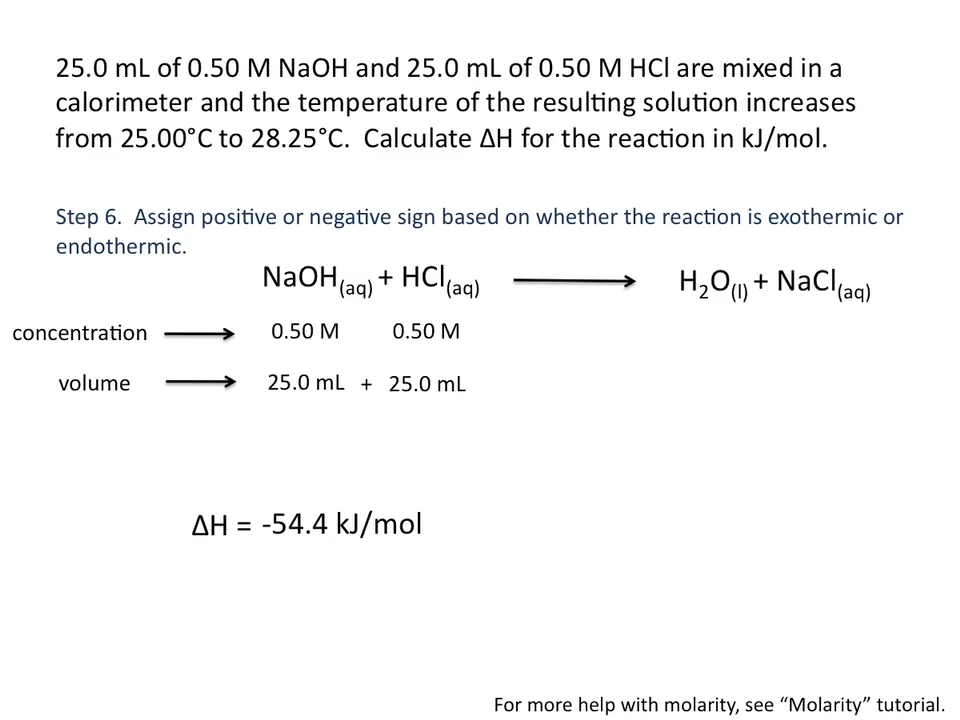 25.0 mL of 0.50 M NaOH and 25.0 mL of 0.50 M HCl are mixed in a
calorimeter and the temperature of the resulting solution increases
from 25.00°C to 28.25°C.  Calculate ΔH for the reaction in kJ/mol.
Step 6.  Assign positive or negative sign based on whether the reaction is exothermic or
endothermic.
NaOH(aq) + HCl(aq) ⟶ H₂O(l) + NaCl(aq)
concentration ⟶ 0.50 M 0.50 M
volume ⟶ 25.0 mL + 25.0 mL
ΔH = -54.4 kJ/mol
For more help with molarity, see “Molarity” tutorial.